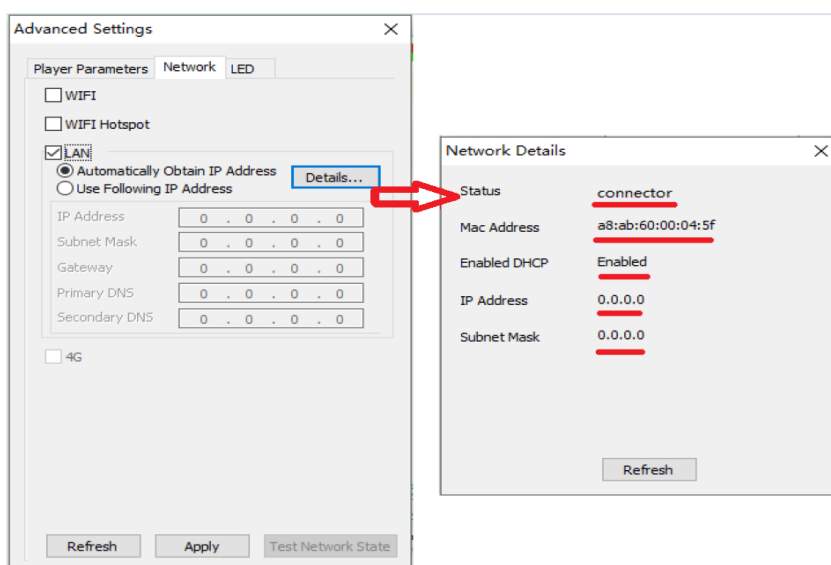 Advanced Settings
Player Parameters Network LED
WIFI
WIFI Hotspot
LAN
Automatically Obtain IP Address
Details...
Use Following IP Address
IP Address 0 . 0 . 0 . 0
Subnet Mask 0 . 0 . 0 . 0
Gateway 0 . 0 . 0 . 0
Primary DNS 0 . 0 . 0 . 0
Secondary DNS 0 . 0 . 0 . 0
4G
Refresh Apply Test Network State
Network Details
Status connector
Mac Address a8:ab:60:00:04:5f
Enabled DHCP Enabled
IP Address 0.0.0.0
Subnet Mask 0.0.0.0
Refresh